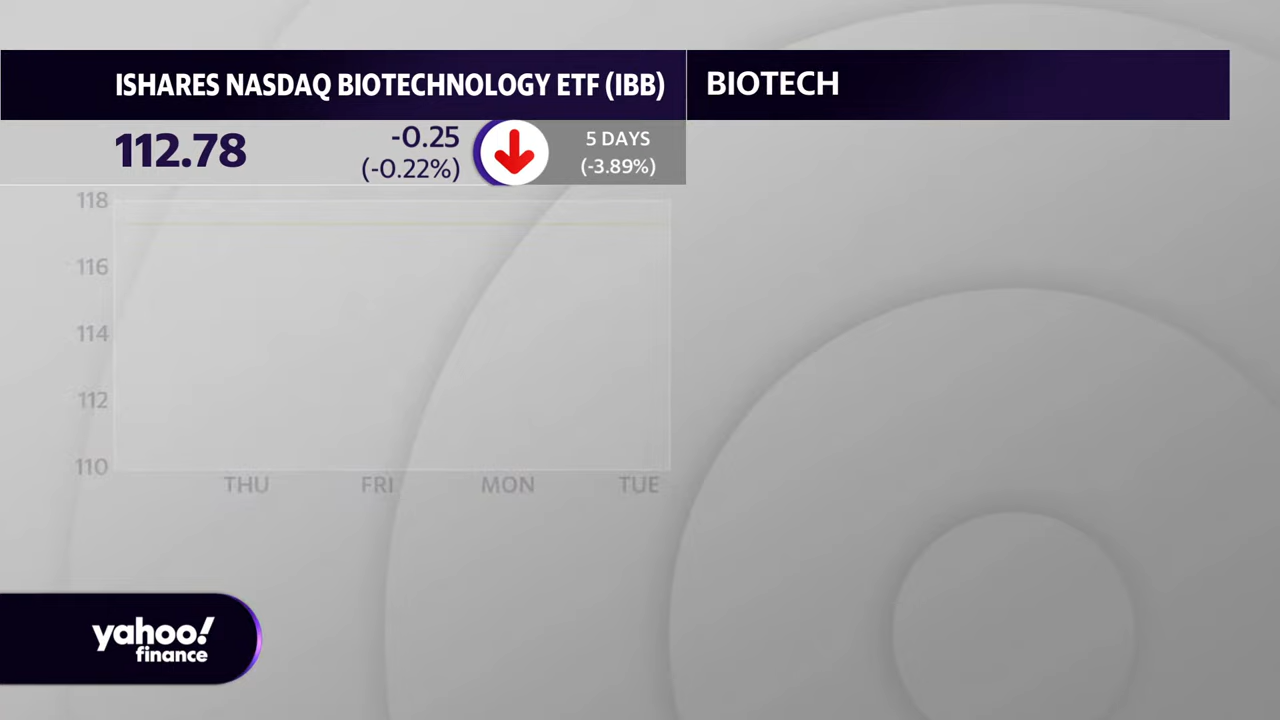 ISHARES NASDAQ BIOTECHNOLOGY ETF (IBB)
BIOTECH
112.78
-0.25
(-0.22%)
5 DAYS
(-3.89%)
118
116
114
112
110
THU FRI MON TUE
yahoo!
finance